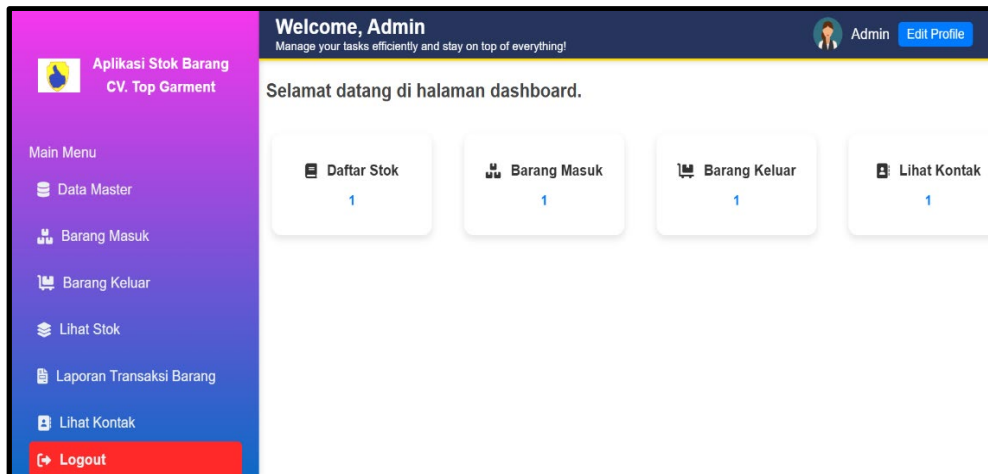 Aplikasi Stok Barang
CV. Top Garment
Main Menu
Data Master
Barang Masuk
Barang Keluar
Lihat Stok
Laporan Transaksi Barang
Lihat Kontak
Logout
Welcome, Admin
Manage your tasks efficiently and stay on top of everything!
Admin
Edit Profile
Selamat datang di halaman dashboard.
Daftar Stok
1
Barang Masuk
1
Barang Keluar
1
Lihat Kontak
1